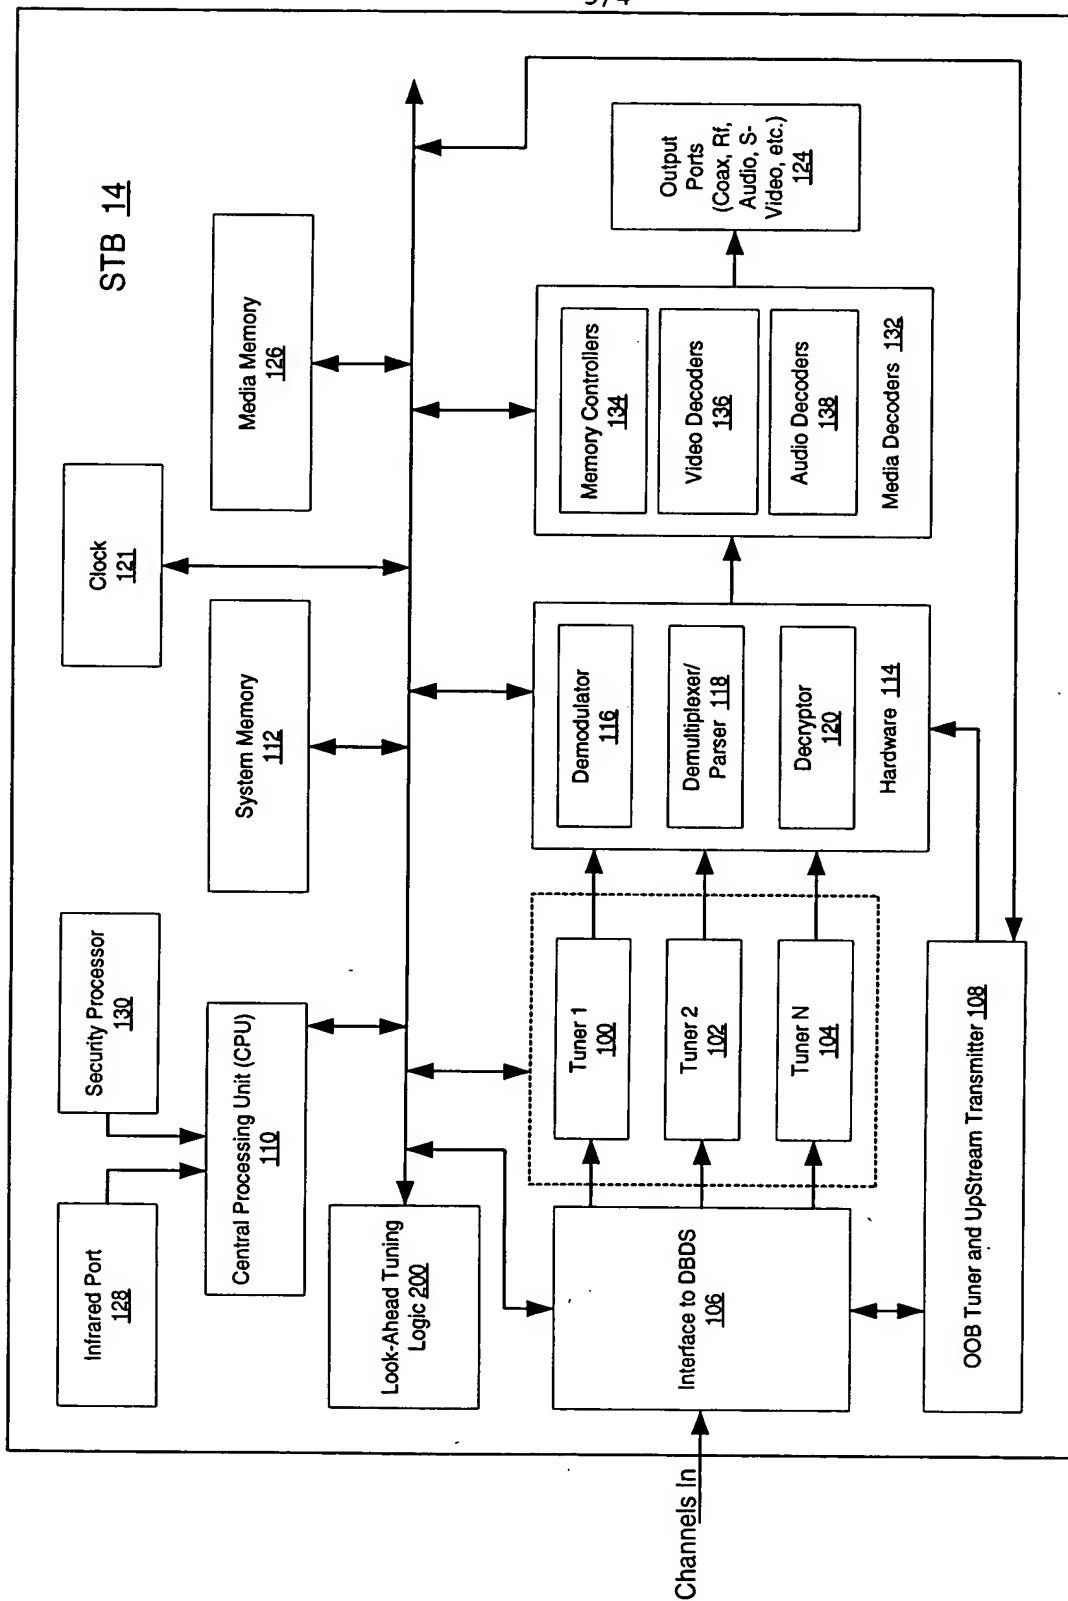 3/4
STB 14
Infrared Port
128
Security Processor
130
Clock
121
Central Processing Unit (CPU)
110
System Memory
112
Media Memory
126
Look-Ahead Tuning
Logic 200
Channels In
Interface to DBDS
106
Tuner 1
100
Tuner 2
102
Tuner N
104
Demodulator
116
Demultiplexer/
Parser 118
Decryptor
120
Hardware 114
Memory Controllers
134
Video Decoders
136
Audio Decoders
138
Media Decoders 132
Output
Ports
(Coax, Rf,
Audio, S-
Video, etc.)
124
OOB Tuner and UpStream Transmitter 108